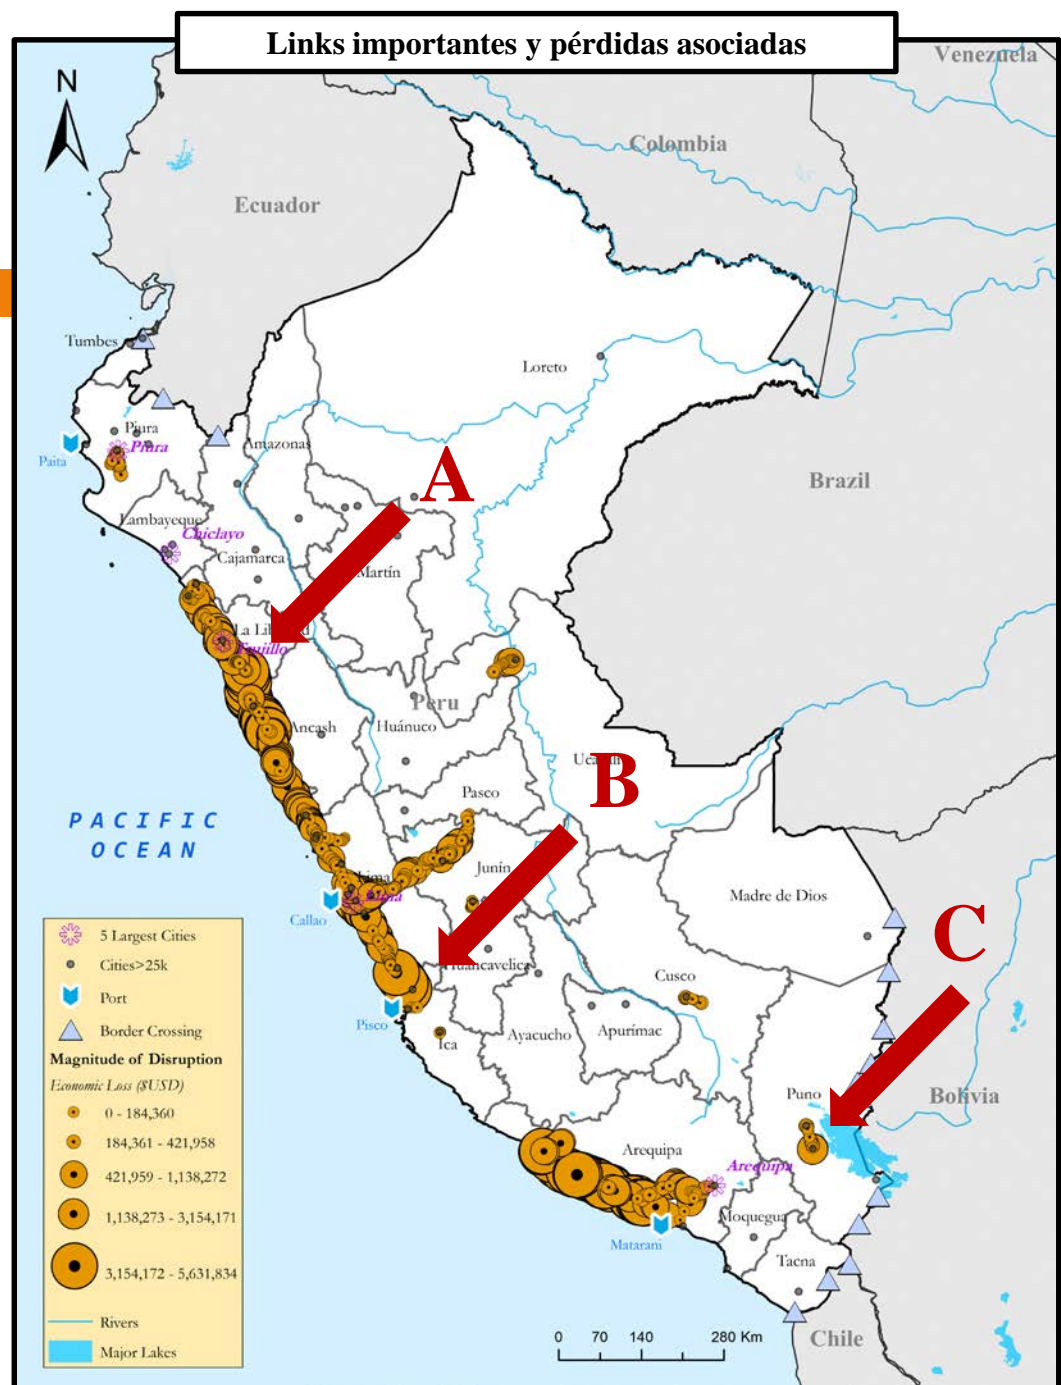 Links importantes y pérdidas asociadas
Venezuela
N
Colombia
Ecuador
Tumbes
Loreto
Piura
Piura
Amazonas
Paita
A
Brazil
Lambayeque
Chiclayo
Cajamarca
Martín
Trujillo
Peru
Ancash
Huánuco
B
Pasco
PACIFIC
OCEAN
Junín
Lima
Lima
Callao
Madre de Dios
C
Huancavelica
Cusco
Pisco
Ica
Ayacucho
Apurímac
Puno
Bolivia
Arequipa
Arequipa
Moquegua
Matarani
Tacna
Chile
5 Largest Cities
Cities>25k
Port
Border Crossing
Magnitude of Disruption
Economic Loss ($USD)
0 - 184,360
184,361 - 421,958
421,959 - 1,138,272
1,138,273 - 3,154,171
3,154,172 - 5,631,834
Rivers
Major Lakes
0 70 140 280 Km